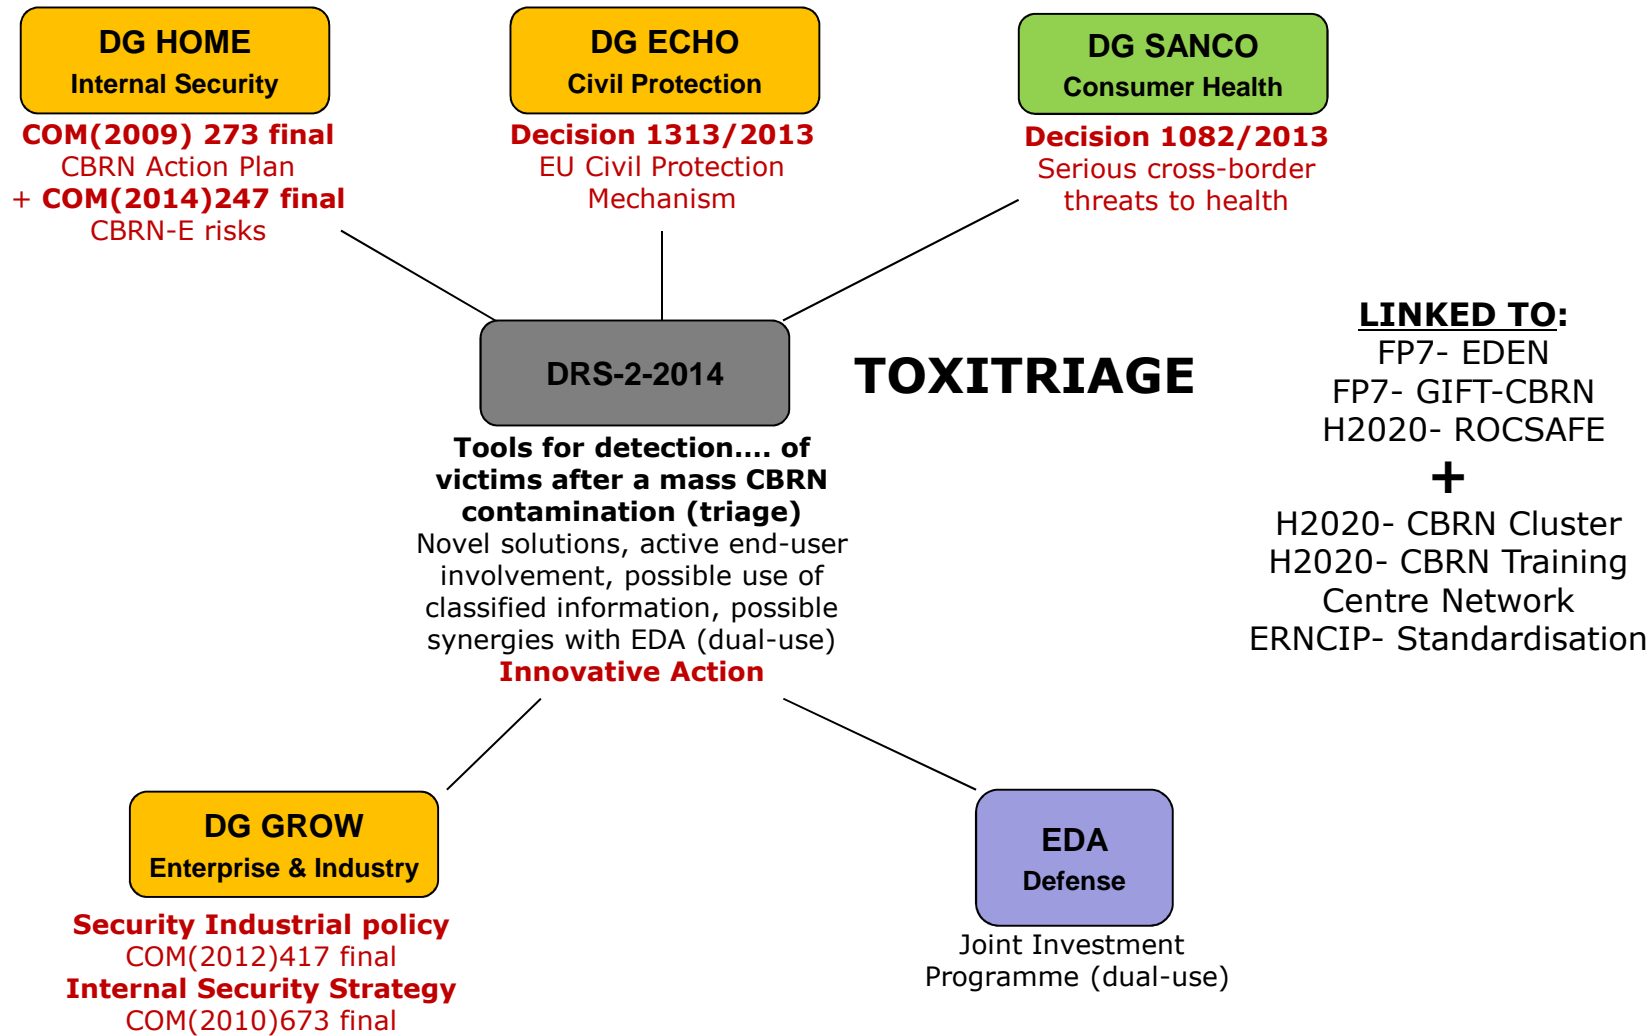 DG HOME
Internal Security
COM(2009) 273 final
CBRN Action Plan
+ COM(2014)247 final
CBRN-E risks
DG ECHO
Civil Protection
Decision 1313/2013
EU Civil Protection
Mechanism
DG SANCO
Consumer Health
Decision 1082/2013
Serious cross-border
threats to health
DRS-2-2014
TOXITRIAGE
Tools for detection…. of
victims after a mass CBRN
contamination (triage)
Novel solutions, active end-user
involvement, possible use of
classified information, possible
synergies with EDA (dual-use)
Innovative Action
LINKED TO:
FP7- EDEN
FP7- GIFT-CBRN
H2020- ROCSAFE
+
H2020- CBRN Cluster
H2020- CBRN Training
Centre Network
ERNCIP- Standardisation
DG GROW
Enterprise & Industry
Security Industrial policy
COM(2012)417 final
Internal Security Strategy
COM(2010)673 final
EDA
Defense
Joint Investment
Programme (dual-use)